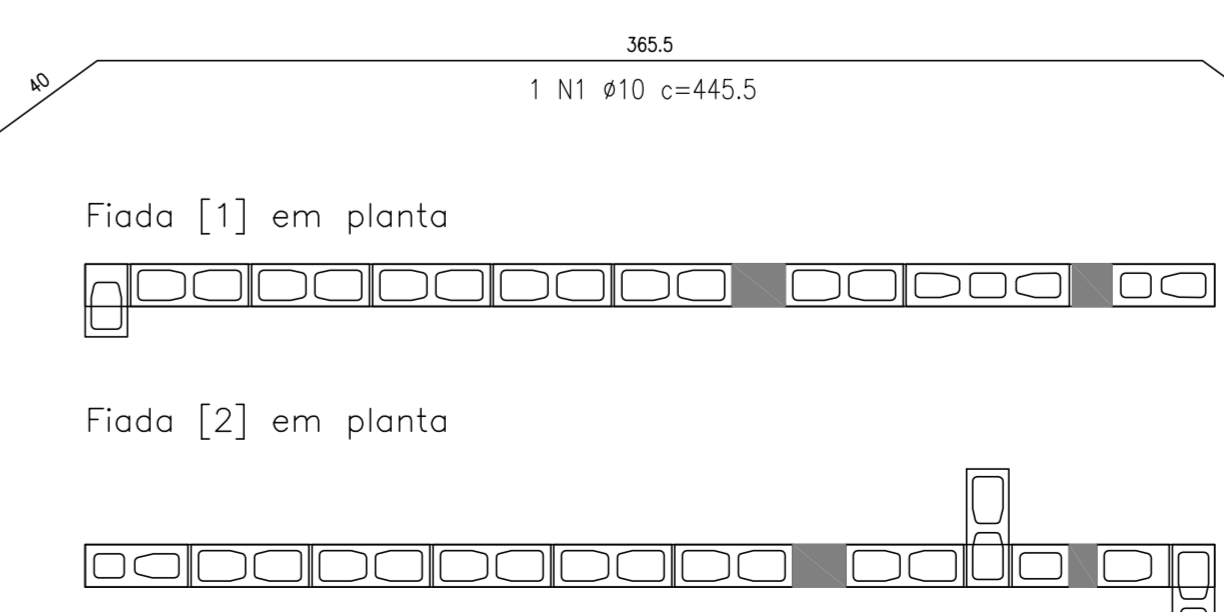 365.5
40
1 N1 ø10 c=445.5
Fiada [1] em planta
Fiada [2] em planta